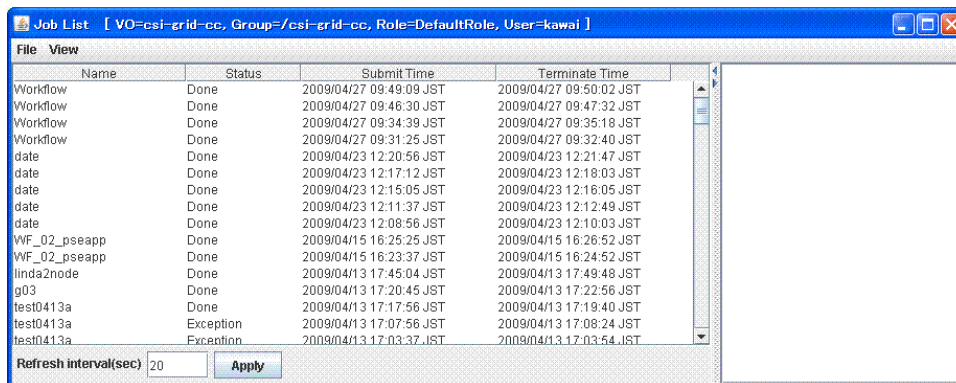 Job List [ VO=csi-grid-cc, Group=/csi-grid-cc, Role=DefaultRole, User=kawai ]
File View
Name Status Submit Time Terminate Time
Workflow Done 2009/04/27 09:49:09 JST 2009/04/27 09:50:02 JST
Workflow Done 2009/04/27 09:46:30 JST 2009/04/27 09:47:32 JST
Workflow Done 2009/04/27 09:34:39 JST 2009/04/27 09:35:18 JST
Workflow Done 2009/04/27 09:31:25 JST 2009/04/27 09:32:40 JST
date Done 2009/04/23 12:20:56 JST 2009/04/23 12:21:47 JST
date Done 2009/04/23 12:17:12 JST 2009/04/23 12:18:03 JST
date Done 2009/04/23 12:15:05 JST 2009/04/23 12:16:05 JST
date Done 2009/04/23 12:11:37 JST 2009/04/23 12:12:49 JST
date Done 2009/04/23 12:08:56 JST 2009/04/23 12:10:03 JST
WF_02_pseapp Done 2009/04/15 16:25:25 JST 2009/04/15 16:26:52 JST
WF_02_pseapp Done 2009/04/15 16:23:37 JST 2009/04/15 16:24:52 JST
linda2node Done 2009/04/13 17:45:04 JST 2009/04/13 17:49:48 JST
g03 Done 2009/04/13 17:20:45 JST 2009/04/13 17:22:56 JST
test0413a Done 2009/04/13 17:17:56 JST 2009/04/13 17:19:40 JST
test0413a Exception 2009/04/13 17:07:56 JST 2009/04/13 17:08:24 JST
test0413a Exception 2009/04/13 17:03:37 JST 2009/04/13 17:03:54 JST
Refresh interval(sec) 20 Apply